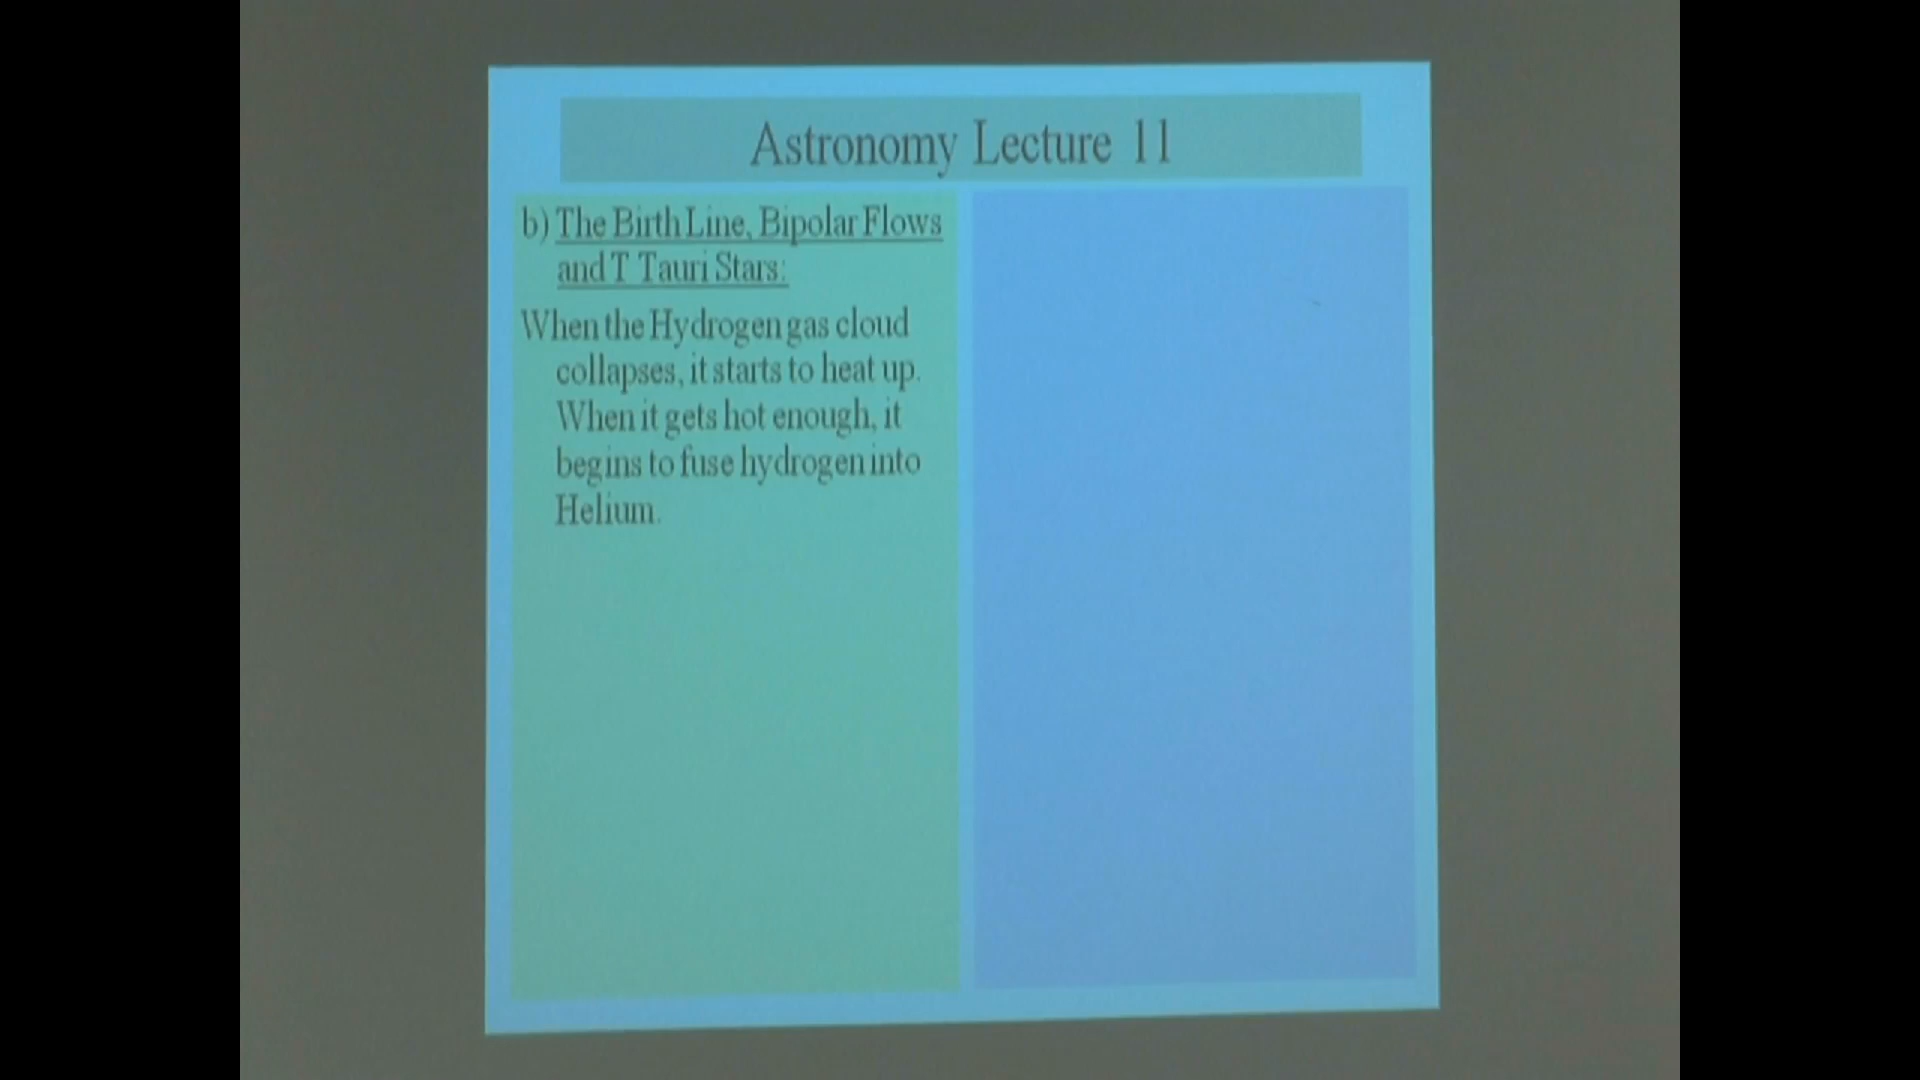 Astronomy Lecture 11
b) The Birth Line, Bipolar Flows
and T Tauri Stars:
When the Hydrogen gas cloud
collapses, it starts to heat up.
When it gets hot enough, it
begins to fuse hydrogen into
Helium.